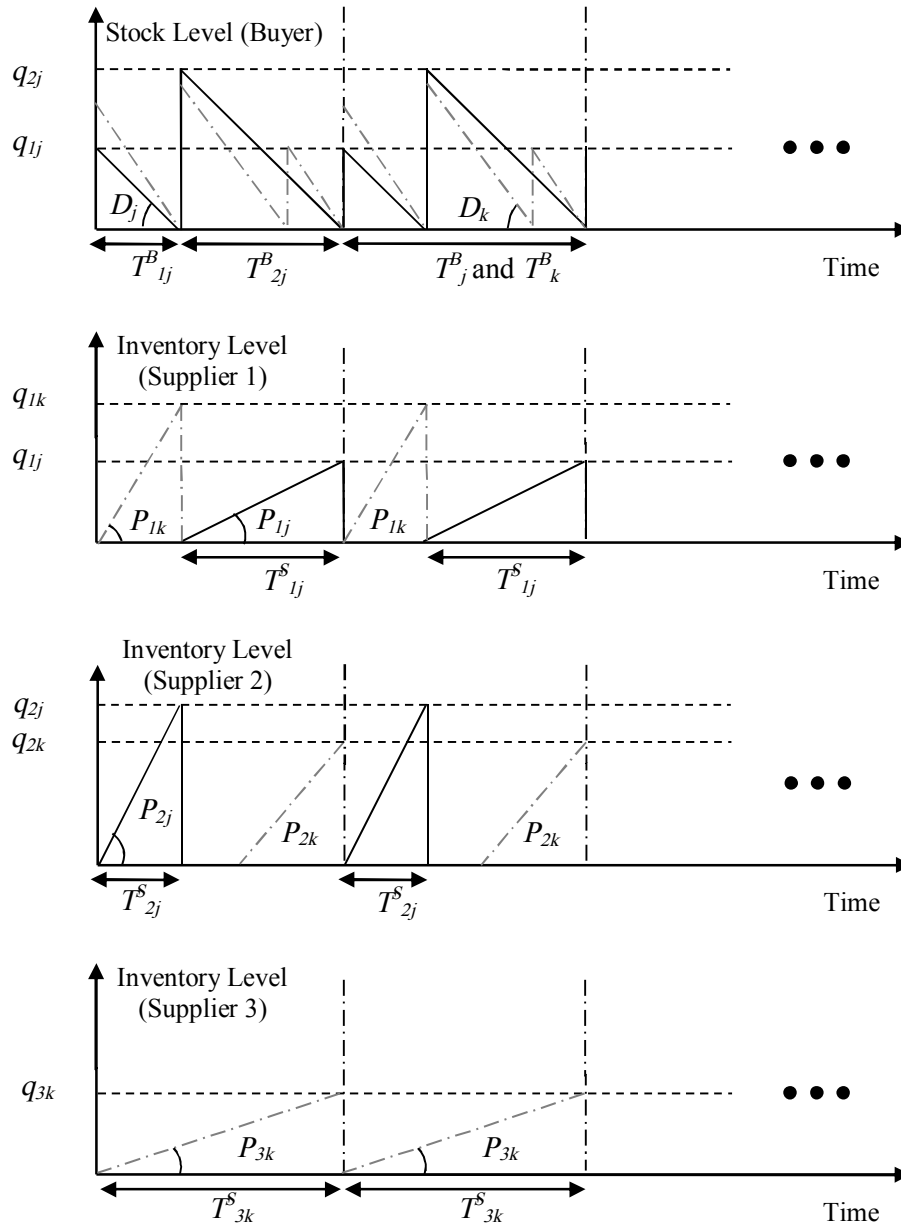 Stock Level (Buyer)
q2j
q1j
Dj
Dk
T^B_1j
T^B_2j
T^B_j and T^B_k
Time
Inventory Level
(Supplier 1)
q1k
q1j
P1k
P1j
P1k
T^S_1j
T^S_1j
Time
Inventory Level
(Supplier 2)
q2j
q2k
P2j
P2k
P2k
T^S_2j
T^S_2j
Time
Inventory Level
(Supplier 3)
q3k
P3k
P3k
T^S_3k
T^S_3k
Time